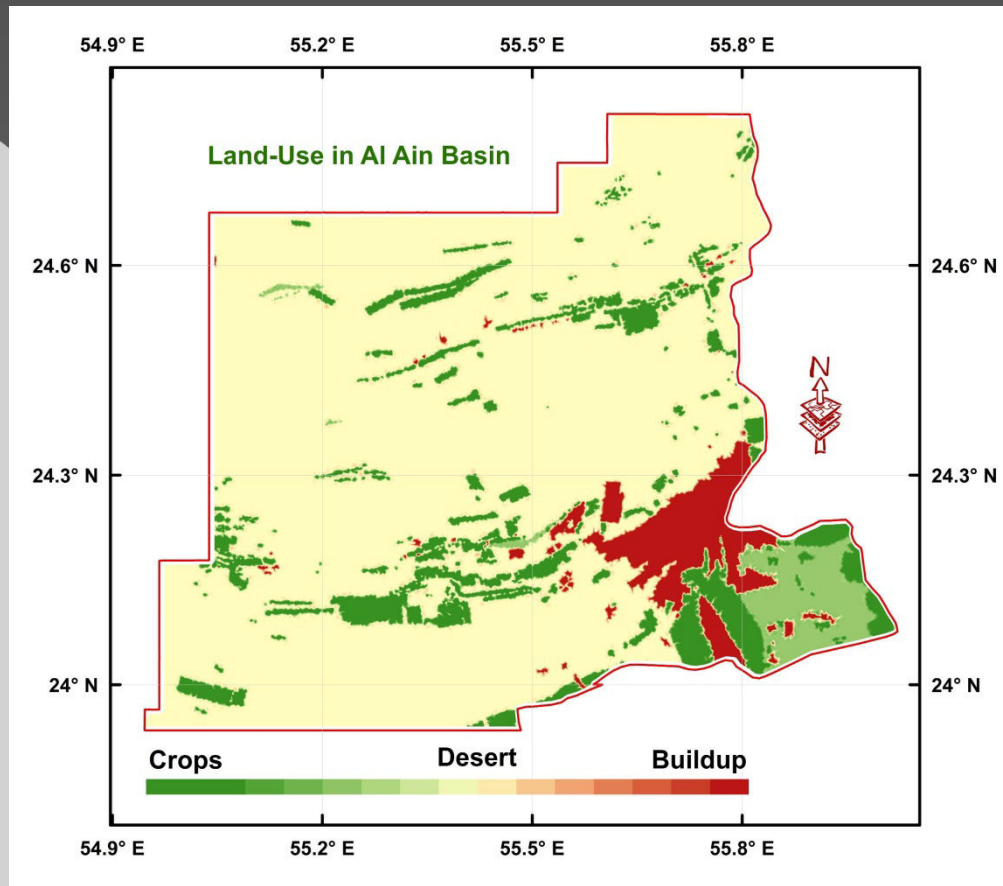 54.9° E 55.2° E 55.5° E 55.8° E
Land-Use in Al Ain Basin
24.6° N 24.6° N
N
24.3° N 24.3° N
24° N 24° N
Crops Desert Buildup
54.9° E 55.2° E 55.5° E 55.8° E